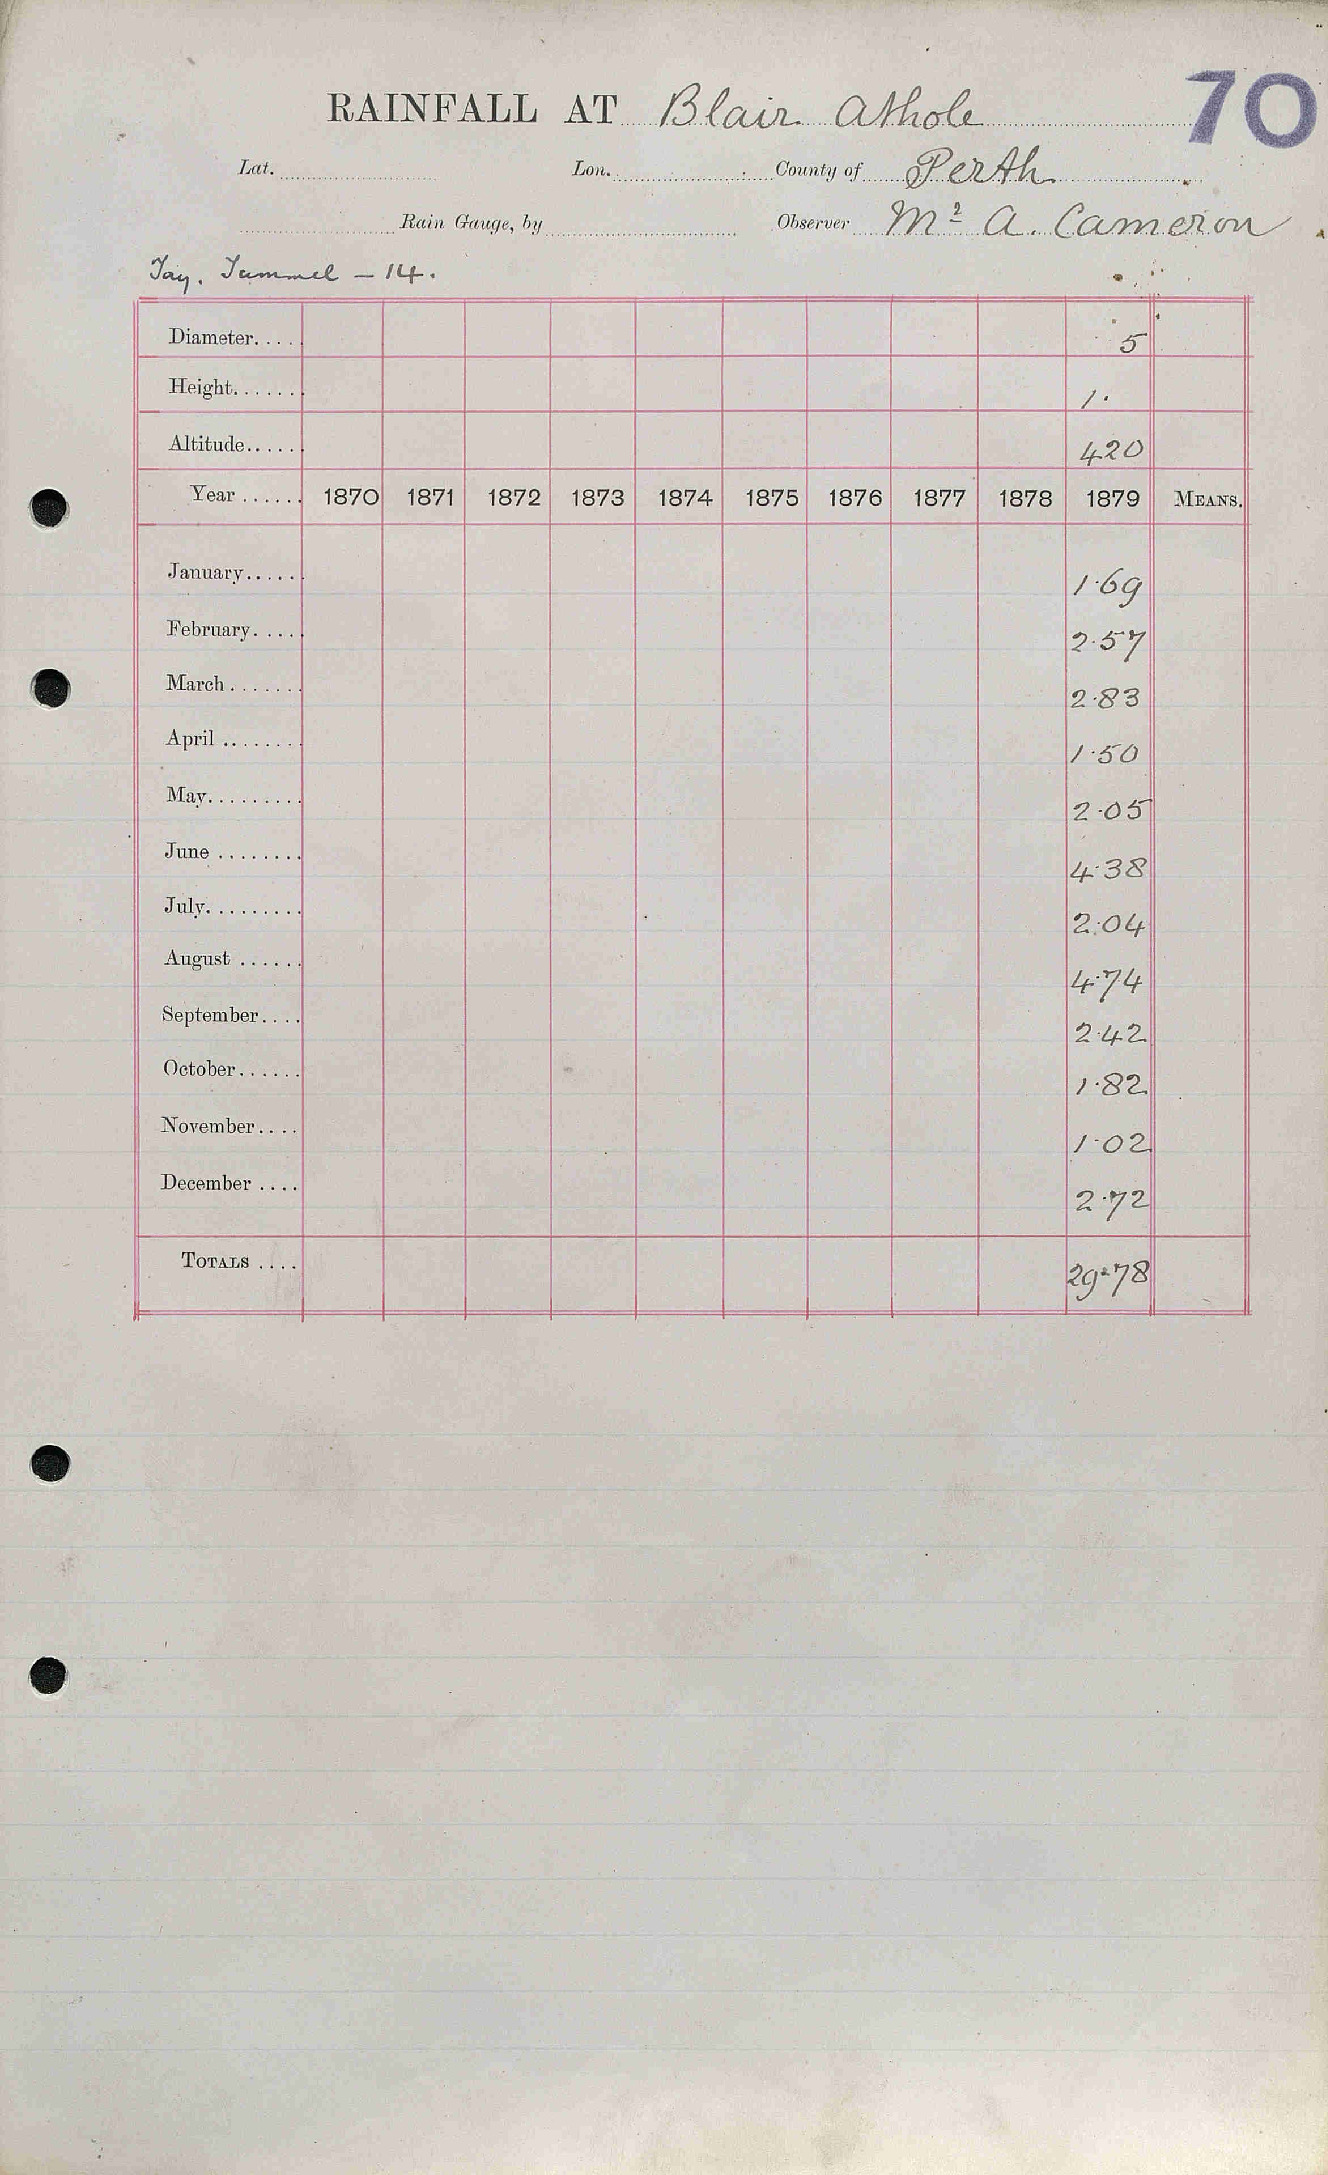 70
RAINFALL AT Blair Athole
Lat. Lon. County of Perth
Rain Gauge, by Observer Mr A. Cameron
Tay. Tummel — 14.
Diameter..... 5
Height....... 1.
Altitude..... 420
Year ...... 1870 1871 1872 1873 1874 1875 1876 1877 1878 1879 MEANS.
January..... 1.69
February..... 2.57
March ....... 2.83
April ........ 1.50
May......... 2.05
June ........ 4.38
July......... 2.04
August ...... 4.74
September.... 2.42
October...... 1.82
November.... 1.02
December .... 2.72
TOTALS .... 29.78